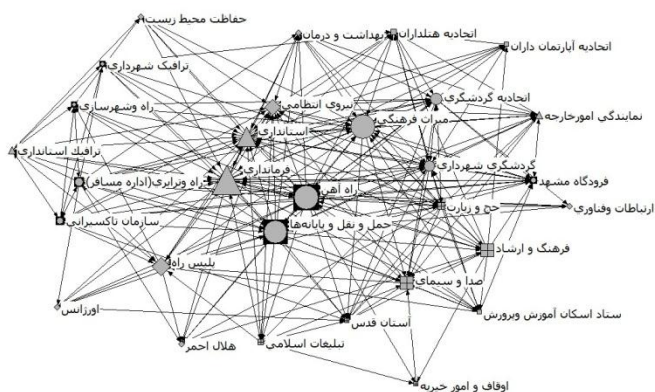 حفاظت محیط زیست
بهداشت و درمان
اتحادیه هتلداران
اتحادیه آپارتمان داران
ترافیک شهرداری
نیروی انتظامی
اتحادیه گردشگری
راه وشهرسازی
میراث فرهنگی
نمایندگی امورخارجه
استانداری
ترافیک استانداری
گردشگری شهرداری
فرمانداری
راه وترابری(اداره مسافر)
فرودگاه مشهد
راه آهن
حج و زیارت
ارتباطات وفناوری
سازمان تاکسیرانی
حمل و نقل و پایانه‌ها
فرهنگ و ارشاد
پلیس راه
صدا و سیمای
اورژانس
ستاد اسکان آموزش وپرورش
آستان قدس
هلال احمر
تبلیغات اسلامی
اوقاف و امور خیریه